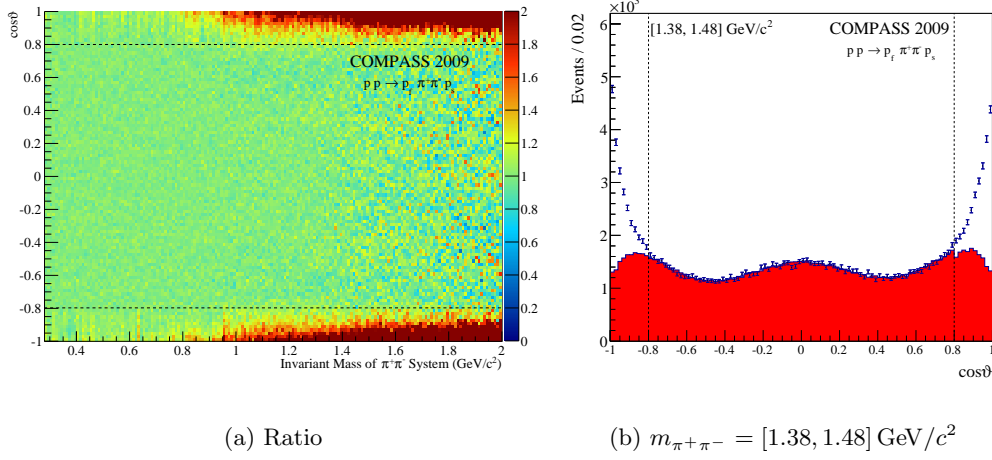 cosϑ
1
0.8
0.6
0.4
0.2
0
-0.2
-0.4
-0.6
-0.8
-1
0.4 0.6 0.8 1 1.2 1.4 1.6 1.8 2
Invariant Mass of π⁺π⁻ System (GeV/c²)
COMPASS 2009
p p → p_f π⁺π⁻ p_s
2
1.8
1.6
1.4
1.2
1
0.8
0.6
0.4
0.2
0
×10³
6
5
4
3
2
1
0
Events / 0.02
[1.38, 1.48] GeV/c²
COMPASS 2009
p p → p_f π⁺π⁻ p_s
-1 -0.8 -0.6 -0.4 -0.2 0 0.2 0.4 0.6 0.8 1
cosϑ
(a) Ratio
(b) m_π⁺π⁻ = [1.38, 1.48] GeV/c²